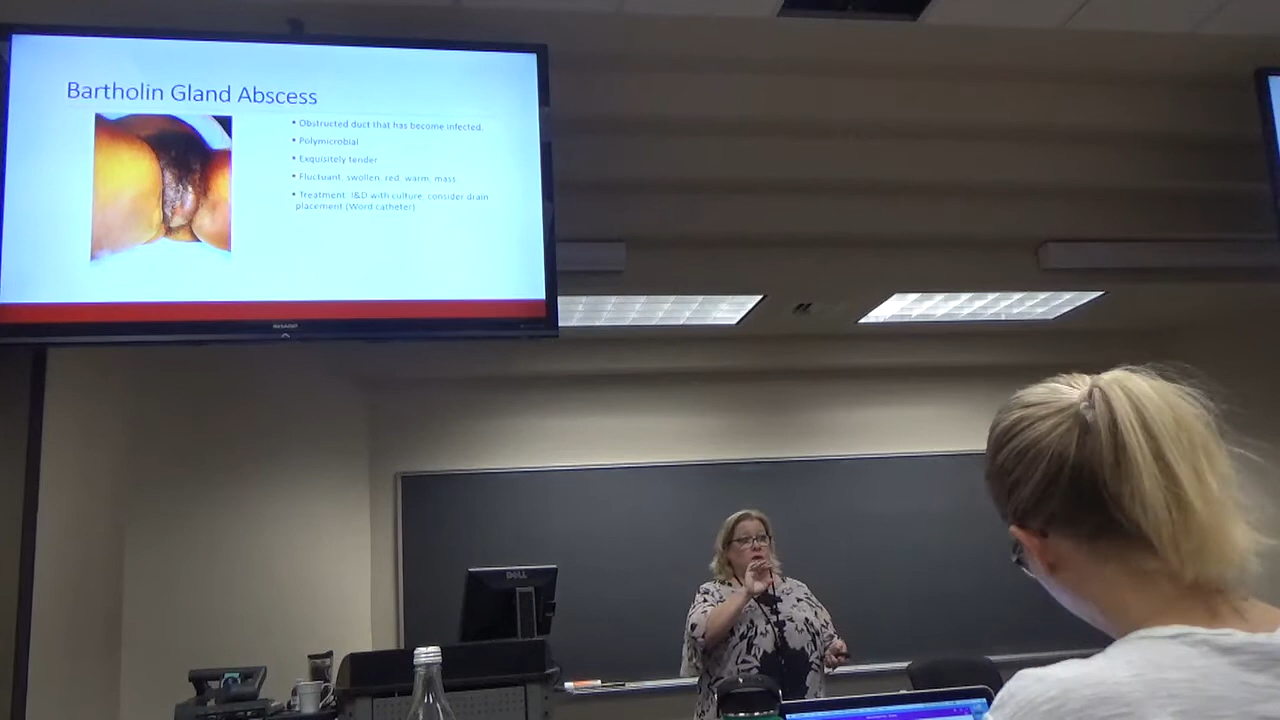 Bartholin Gland Abscess
• Obstructed duct that has become infected.
• Polymicrobial
• Exquisitely tender
• Fluctuant, swollen, red, warm, mass
• Treatment: I&D with culture, consider drain
placement (Word catheter)
SHARP
DELL